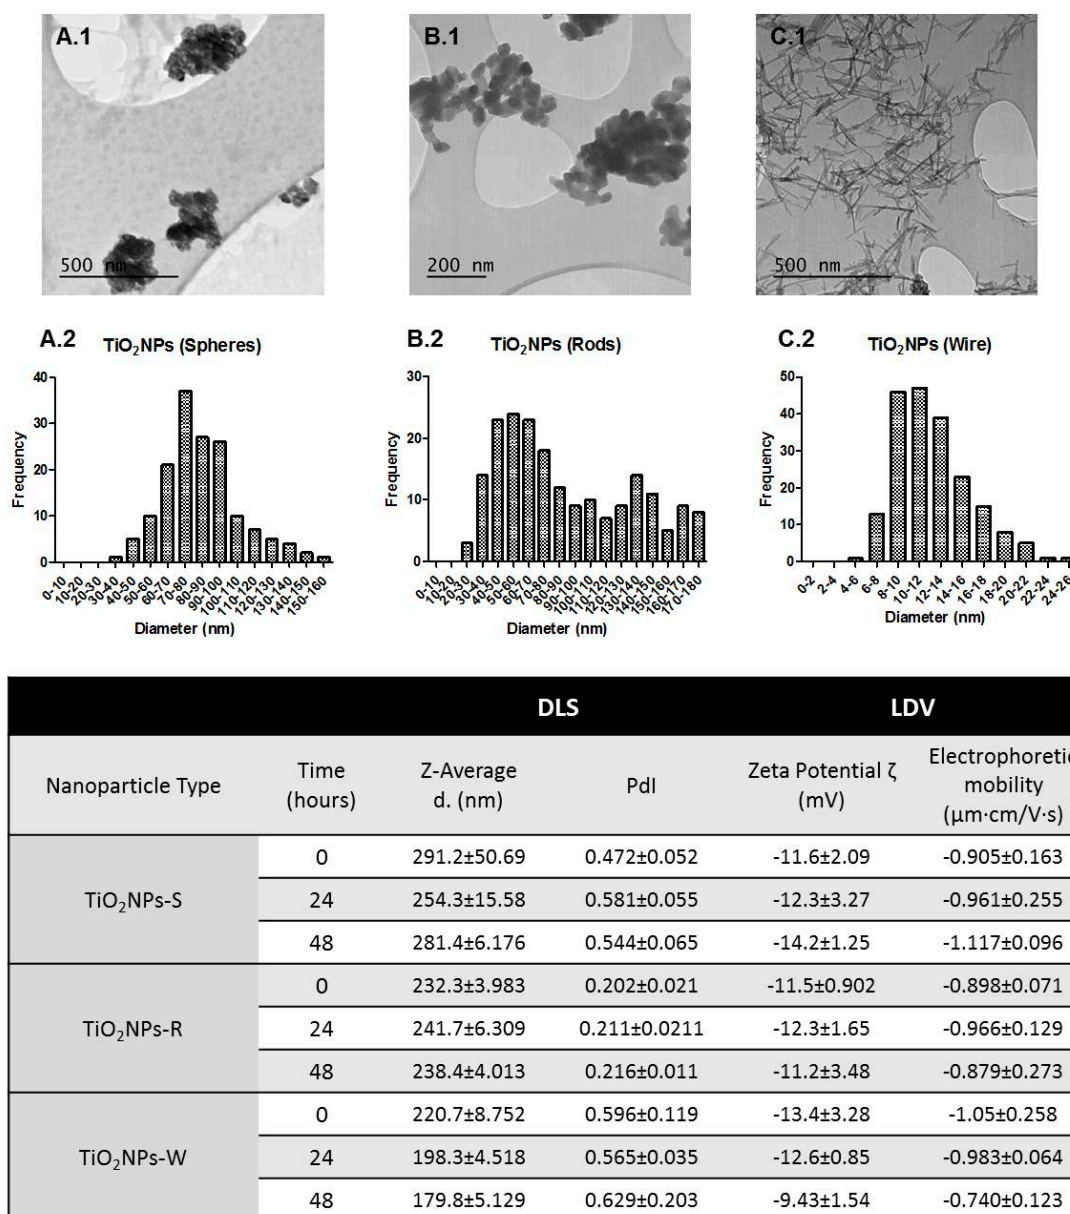 A.1
B.1
C.1
500 nm
200 nm
500 nm
A.2 TiO₂NPs (Spheres)
40
30
20
10
0
Frequency
0-10 10-20 20-30 30-40 40-50 50-60 60-70 70-80 80-90 90-100 100-110 110-120 120-130 130-140 140-150 150-160
Diameter (nm)
B.2 TiO₂NPs (Rods)
30
20
10
0
Frequency
0-10 10-20 20-30 30-40 40-50 50-60 60-70 70-80 80-90 90-100 100-110 110-120 120-130 130-140 140-150 150-160 160-170 170-180
Diameter (nm)
C.2 TiO₂NPs (Wire)
50
40
30
20
10
0
Frequency
0-2 2-4 4-6 6-8 8-10 10-12 12-14 14-16 16-18 18-20 20-22 22-24 24-26
Diameter (nm)
DLS LDV
Nanoparticle Type
Time
(hours)
Z-Average
d. (nm)
PdI
Zeta Potential ζ
(mV)
Electrophoretic
mobility
(μm·cm/V·s)
TiO₂NPs-S
0 291.2±50.69 0.472±0.052 -11.6±2.09 -0.905±0.163
24 254.3±15.58 0.581±0.055 -12.3±3.27 -0.961±0.255
48 281.4±6.176 0.544±0.065 -14.2±1.25 -1.117±0.096
TiO₂NPs-R
0 232.3±3.983 0.202±0.021 -11.5±0.902 -0.898±0.071
24 241.7±6.309 0.211±0.0211 -12.3±1.65 -0.966±0.129
48 238.4±4.013 0.216±0.011 -11.2±3.48 -0.879±0.273
TiO₂NPs-W
0 220.7±8.752 0.596±0.119 -13.4±3.28 -1.05±0.258
24 198.3±4.518 0.565±0.035 -12.6±0.85 -0.983±0.064
48 179.8±5.129 0.629±0.203 -9.43±1.54 -0.740±0.123